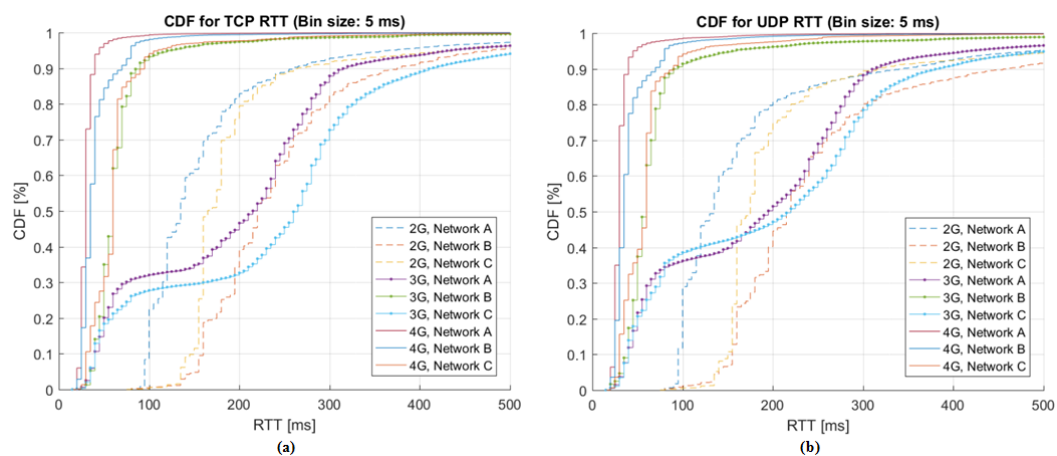 CDF for TCP RTT (Bin size: 5 ms)
1
0.9
0.8
0.7
0.6
0.5
0.4
0.3
0.2
0.1
0
CDF [%]
2G, Network A
2G, Network B
2G, Network C
3G, Network A
3G, Network B
3G, Network C
4G, Network A
4G, Network B
4G, Network C
0 100 200 300 400 500
RTT [ms]
(a)
CDF for UDP RTT (Bin size: 5 ms)
1
0.9
0.8
0.7
0.6
0.5
0.4
0.3
0.2
0.1
0
CDF [%]
2G, Network A
2G, Network B
2G, Network C
3G, Network A
3G, Network B
3G, Network C
4G, Network A
4G, Network B
4G, Network C
0 100 200 300 400 500
RTT [ms]
(b)